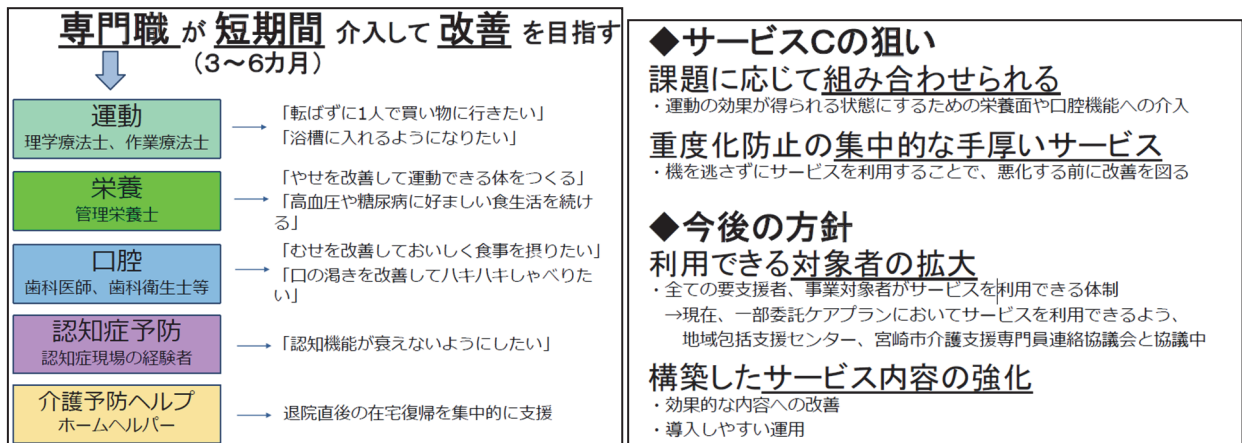 専門職 が 短期間 介入して 改善 を目指す
（3～6カ月）
運動
理学療法士、作業療法士
「転ばずに1人で買い物に行きたい」
「浴槽に入れるようになりたい」
栄養
管理栄養士
「やせを改善して運動できる体をつくる」
「高血圧や糖尿病に好ましい食生活を続け
る」
口腔
歯科医師、歯科衛生士等
「むせを改善しておいしく食事を摂りたい」
「口の渇きを改善してハキハキしゃべりた
い」
認知症予防
認知症現場の経験者
「認知機能が衰えないようにしたい」
介護予防ヘルプ
ホームヘルパー
退院直後の在宅復帰を集中的に支援
◆サービスCの狙い
課題に応じて組み合わせられる
・運動の効果が得られる状態にするための栄養面や口腔機能への介入
重度化防止の集中的な手厚いサービス
・機を逃さずにサービスを利用することで、悪化する前に改善を図る
◆今後の方針
利用できる対象者の拡大
・全ての要支援者、事業対象者がサービスを利用できる体制
→現在、一部委託ケアプランにおいてサービスを利用できるよう、
地域包括支援センター、宮崎市介護支援専門員連絡協議会と協議中
構築したサービス内容の強化
・効果的な内容への改善
・導入しやすい運用